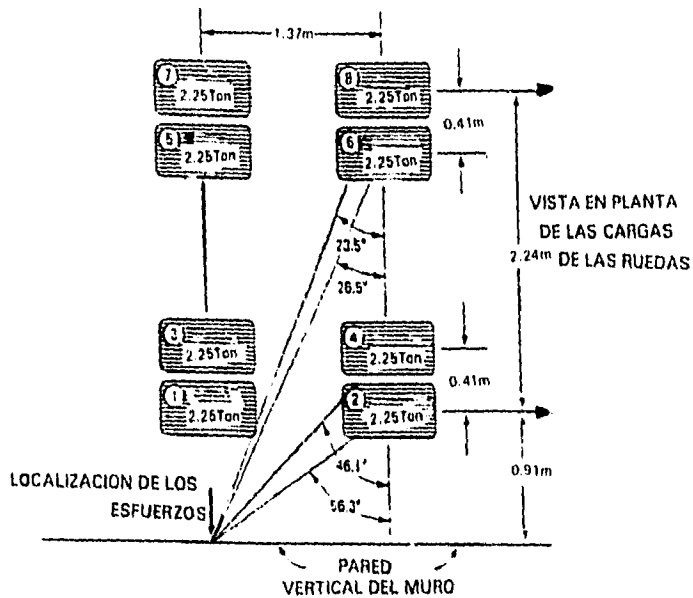 1.37m
7
2.25Ton
8
2.25Ton
0.41m
5
2.25Ton
6
2.25Ton
VISTA EN PLANTA
DE LAS CARGAS
2.24m DE LAS RUEDAS
23.5°
26.5°
3
2.25Ton
4
2.25Ton
0.41m
1
2.25Ton
2
2.25Ton
46.1°
0.91m
LOCALIZACION DE LOS
ESFUERZOS
56.3°
PARED
VERTICAL DEL MURO